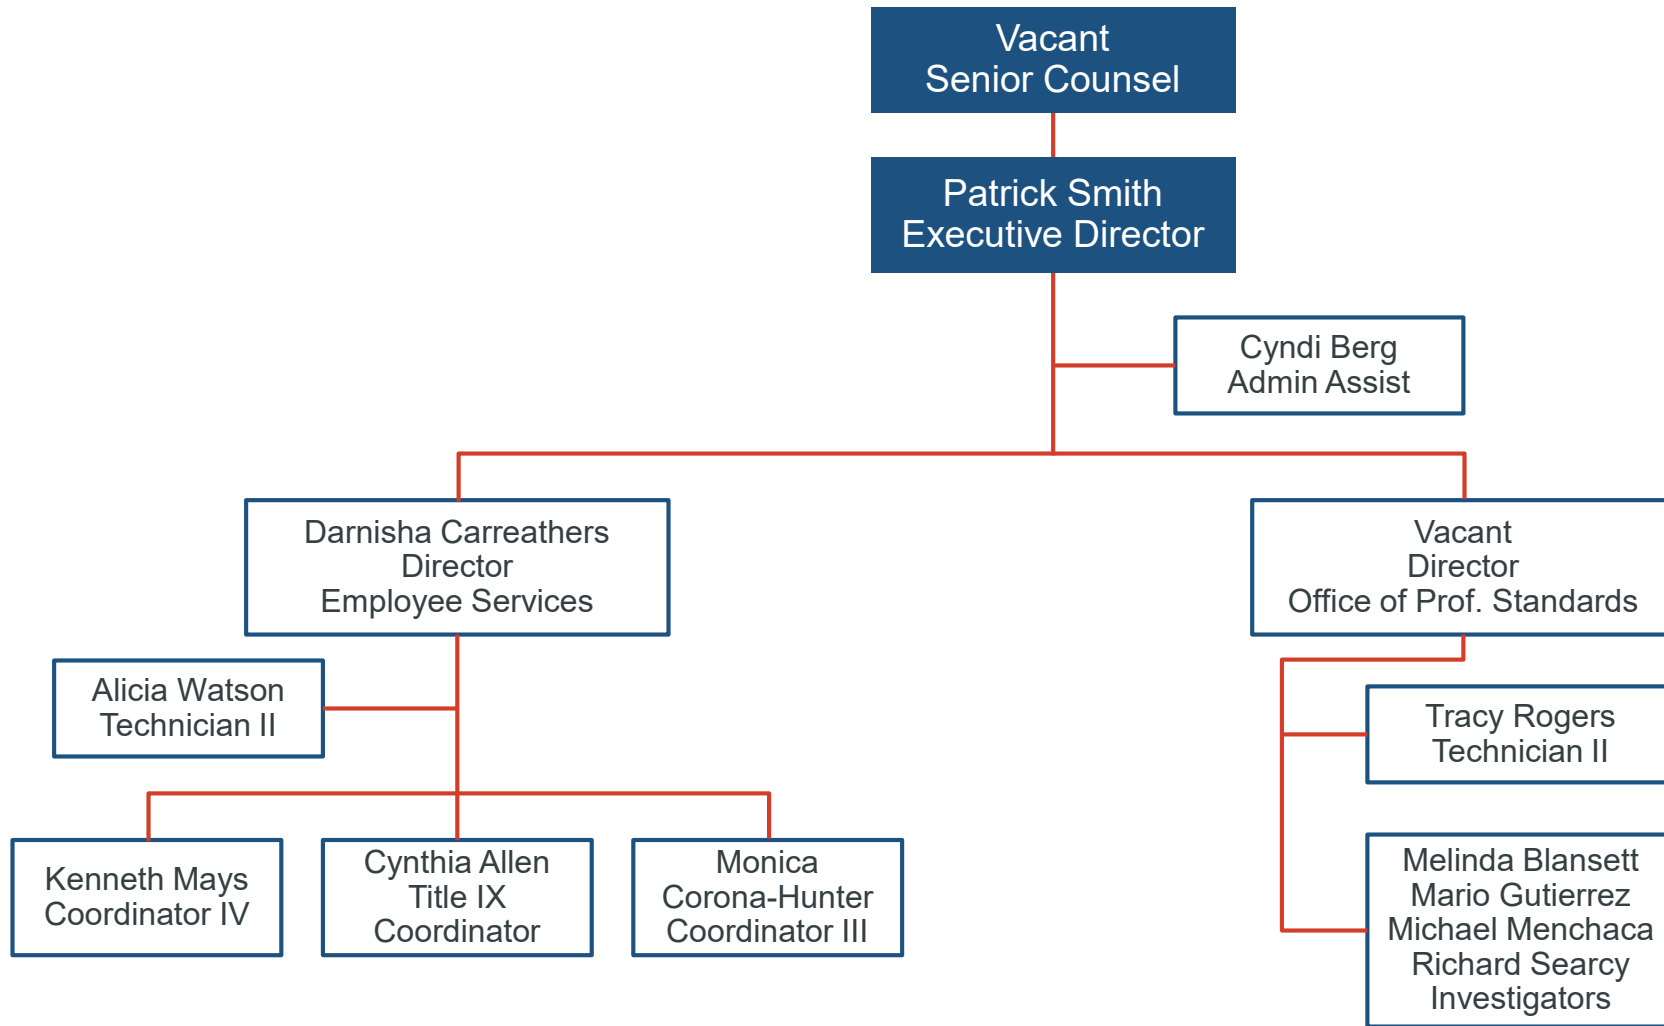 Vacant
Senior Counsel
Patrick Smith
Executive Director
Cyndi Berg
Admin Assist
Darnisha Carreathers
Director
Employee Services
Vacant
Director
Office of Prof. Standards
Alicia Watson
Technician II
Tracy Rogers
Technician II
Kenneth Mays
Coordinator IV
Cynthia Allen
Title IX
Coordinator
Monica
Corona-Hunter
Coordinator III
Melinda Blansett
Mario Gutierrez
Michael Menchaca
Richard Searcy
Investigators